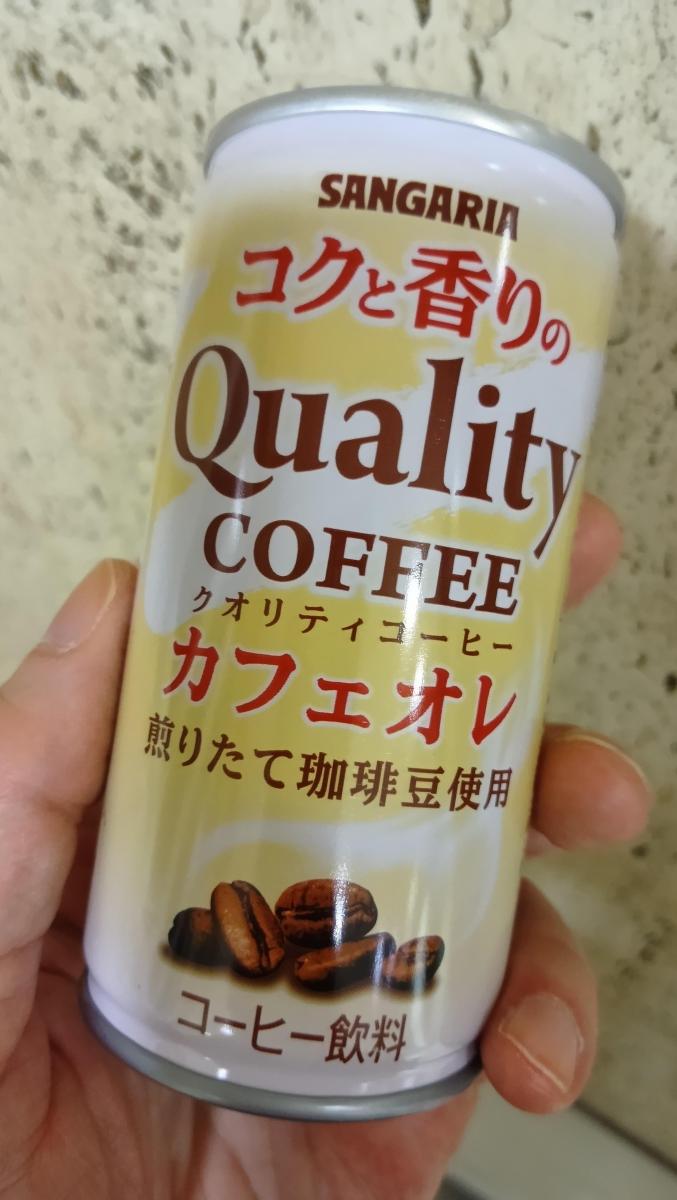 SANGARIA
コクと香りの
Quality
COFFEE
クオリティコーヒー
カフェオレ
煎りたて珈琲豆使用
コーヒー飲料